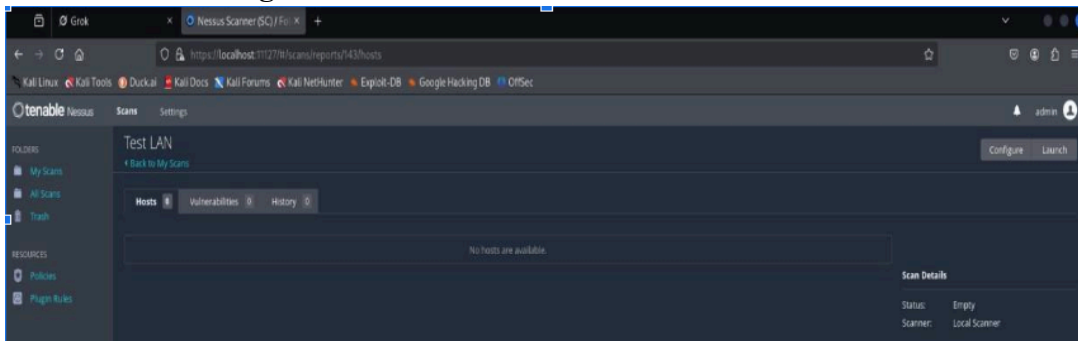 Grok
Nessus Scanner (SC) / Fol
https://localhost:11127/#/scans/reports/143/hosts
Kali Linux Kali Tools Duck.ai Kali Docs Kali Forums Kali NetHunter Exploit-DB Google Hacking DB OffSec
tenable Nessus Scans Settings admin
FOLDERS
My Scans
All Scans
Trash
RESOURCES
Policies
Plugin Rules
Test LAN
Back to My Scans
Configure Launch
Hosts 0 Vulnerabilities 0 History 0
No hosts are available.
Scan Details
Status: Empty
Scanner: Local Scanner